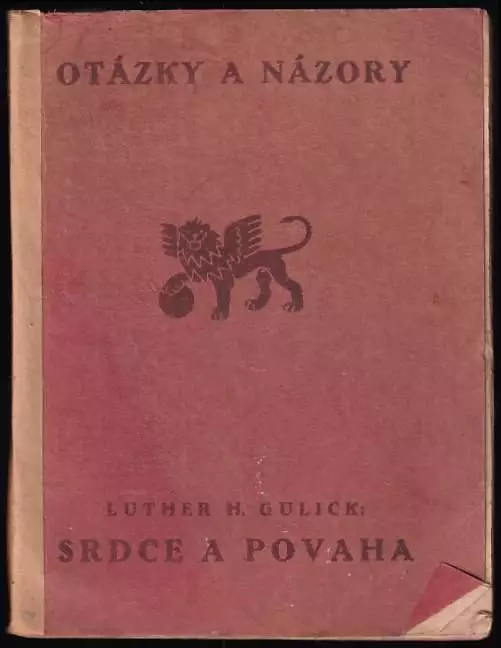 OTÁZKY A NÁZORY
LUTHER H. GULICK:
SRDCE A POVAHA